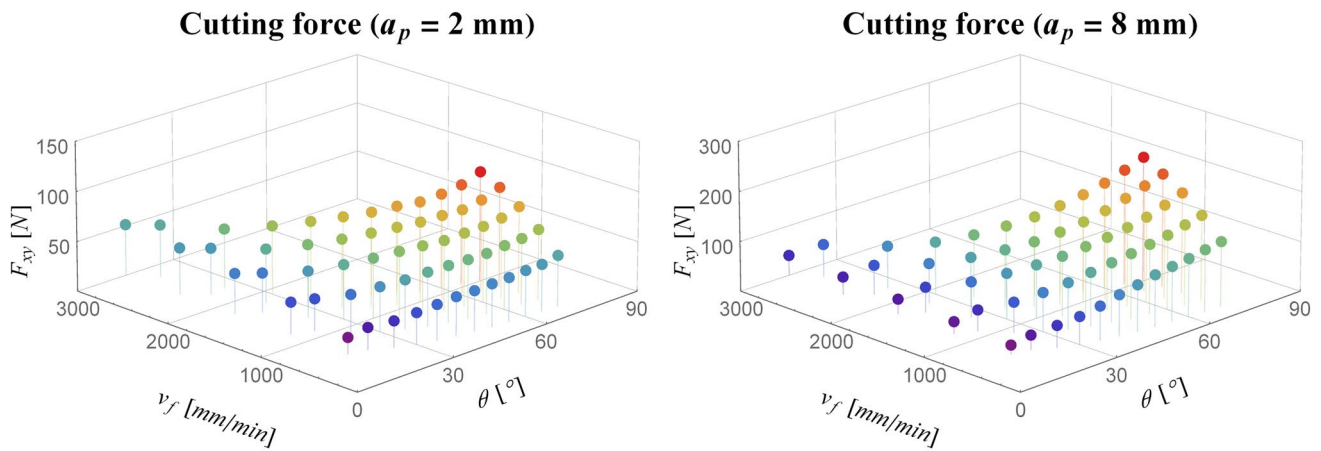 Cutting force (a_p = 2 mm)
150
100
50
F_xy [N]
3000
2000
1000
0
v_f [mm/min]
30
60
90
θ [°]
Cutting force (a_p = 8 mm)
300
200
100
F_xy [N]
3000
2000
1000
0
v_f [mm/min]
30
60
90
θ [°]